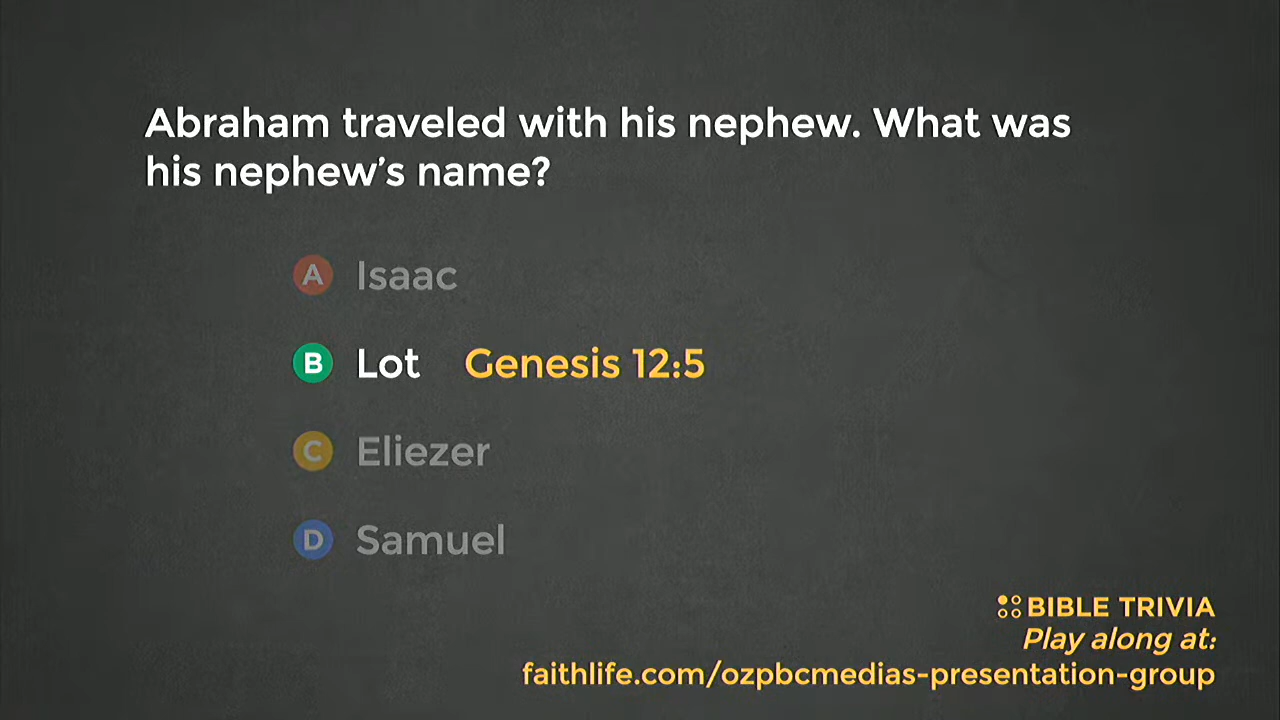 Abraham traveled with his nephew. What was
his nephew's name?
A Isaac
B Lot Genesis 12:5
C Eliezer
D Samuel
BIBLE TRIVIA
Play along at:
faithlife.com/ozpbcmedias-presentation-group